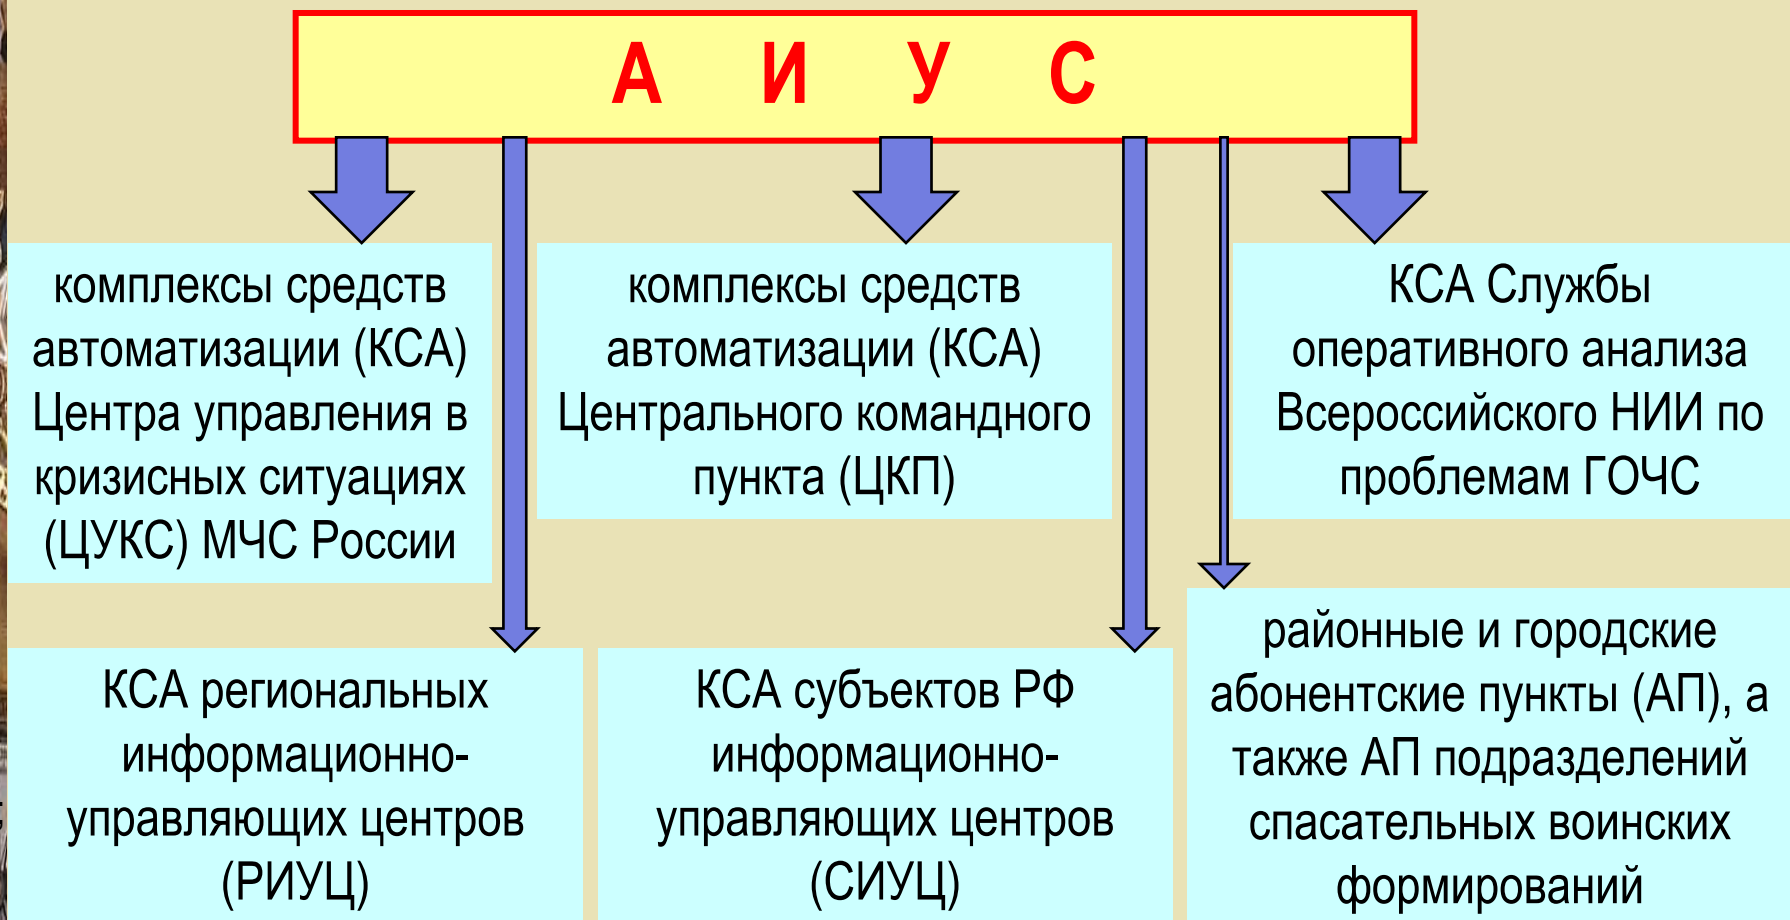 А И У С
комплексы средств
автоматизации (КСА)
Центра управления в
кризисных ситуациях
(ЦУКС) МЧС России
комплексы средств
автоматизации (КСА)
Центрального командного
пункта (ЦКП)
КСА Службы
оперативного анализа
Всероссийского НИИ по
проблемам ГОЧС
КСА региональных
информационно-
управляющих центров
(РИУЦ)
КСА субъектов РФ
информационно-
управляющих центров
(СИУЦ)
районные и городские
абонентские пункты (АП), а
также АП подразделений
спасательных воинских
формирований